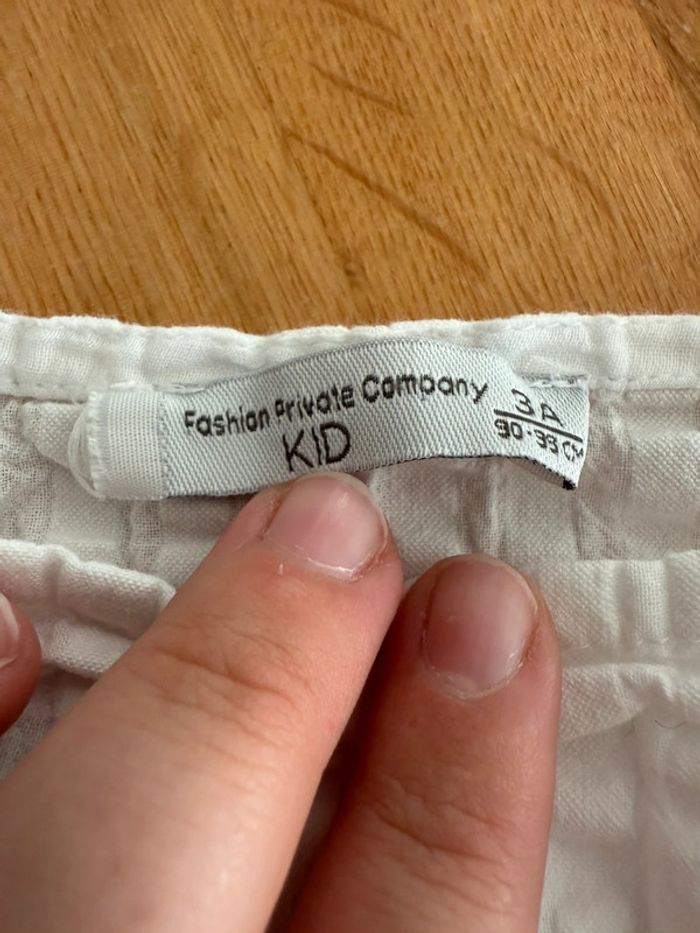 Fashion Private Company
KID
3A
90-98 CM